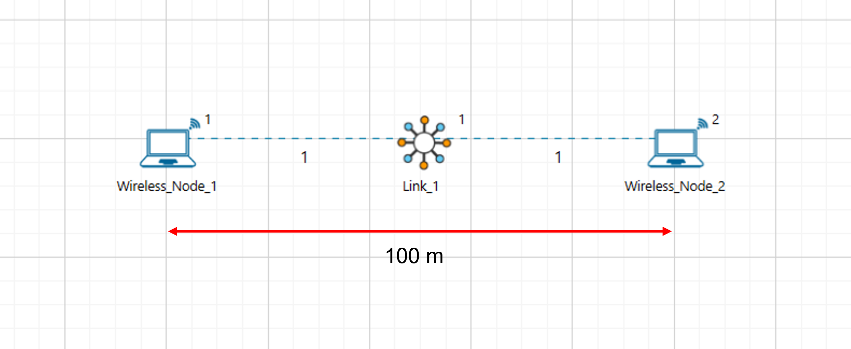 1
1
2
1
1
Wireless_Node_1
Link_1
Wireless_Node_2
100 m